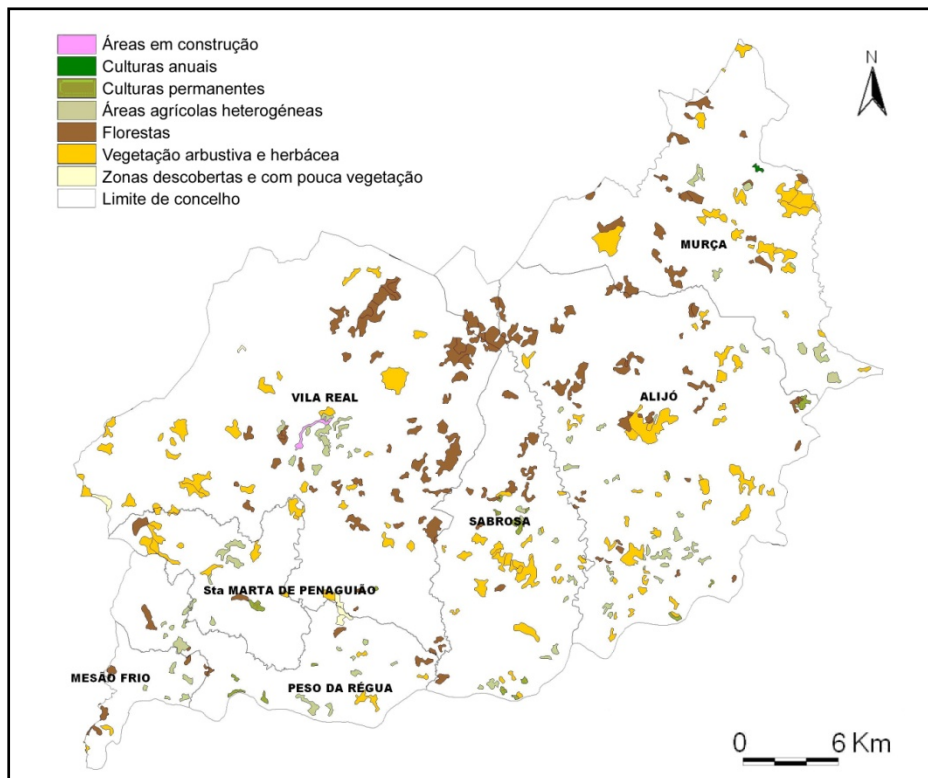 Áreas em construção
Culturas anuais
Culturas permanentes
Áreas agrícolas heterogéneas
Florestas
Vegetação arbustiva e herbácea
Zonas descobertas e com pouca vegetação
Limite de concelho
N
MURÇA
VILA REAL
ALIJÓ
SABROSA
Sta MARTA DE PENAGUIÃO
MESÃO FRIO
PESO DA RÉGUA
0 6 Km